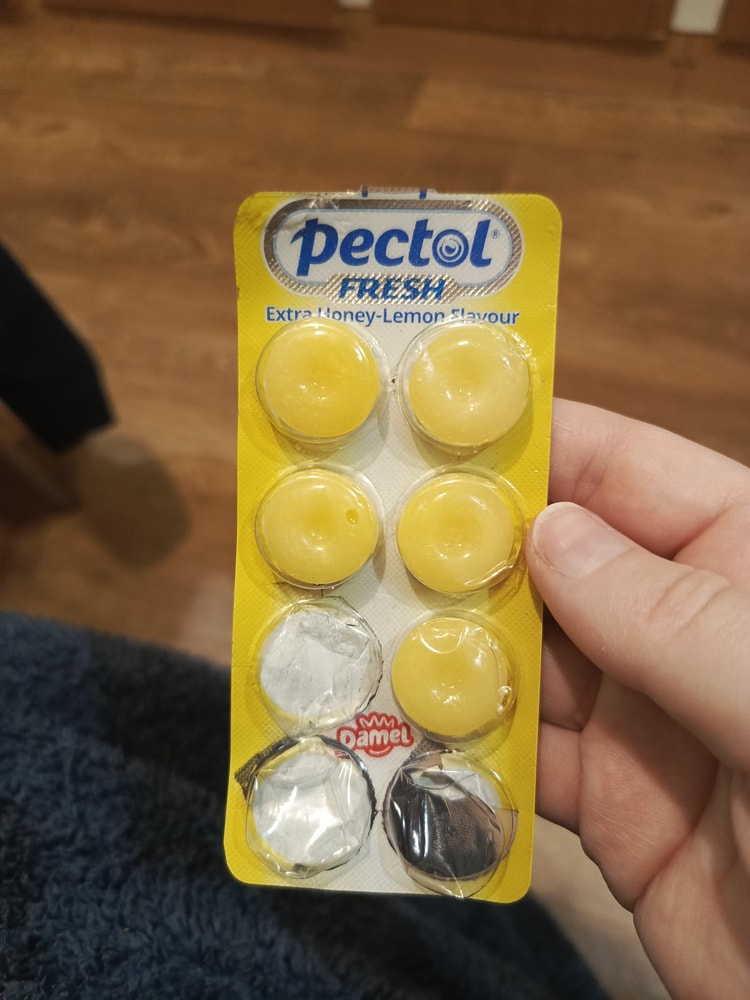 pectol®
FRESH
Extra Honey-Lemon Flavour
Damel